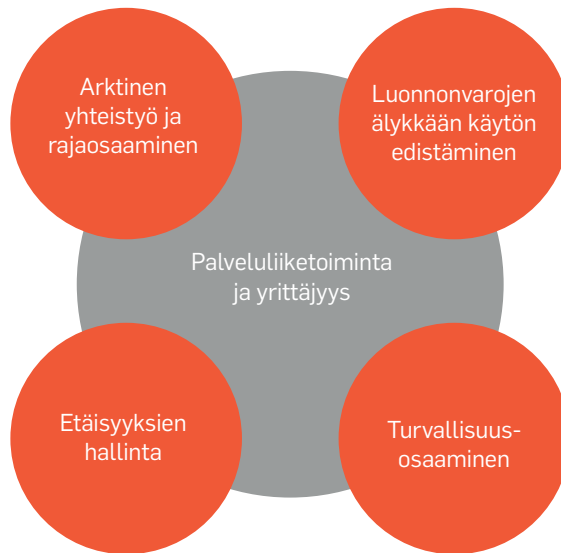 Arktinen
yhteistyö ja
rajaosaaminen
Luonnonvarojen
älykkään käytön
edistäminen
Palveluliiketoiminta
ja yrittäjyys
Etäisyyksien
hallinta
Turvallisuus-
osaaminen